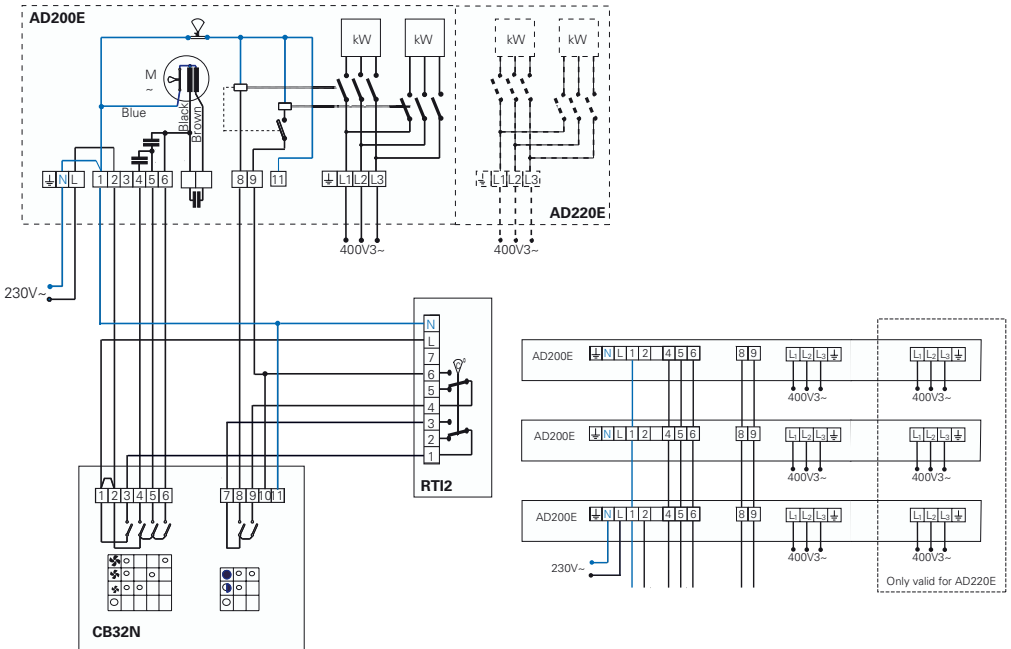 AD200E
kW kW kW kW
M
~
Blue
Black
Brown
N L 1 2 3 4 5 6 8 9 11 L1 L2 L3 L1 L2 L3
AD220E
400V3~ 400V3~
230V~
N
L
7
6
5
4
3
2
1
RTI2
1 2 3 4 5 6 7 8 9 10 11
CB32N
AD200E N L 1 2 4 5 6 8 9 L1 L2 L3 L1 L2 L3
400V3~ 400V3~
AD200E N L 1 2 4 5 6 8 9 L1 L2 L3 L1 L2 L3
400V3~ 400V3~
AD200E N L 1 2 4 5 6 8 9 L1 L2 L3 L1 L2 L3
400V3~ 400V3~
230V~
Only valid for AD220E